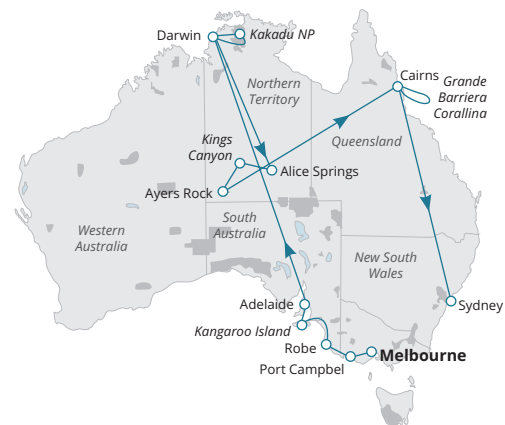 Darwin
Kakadu NP
Northern
Territory
Cairns
Grande
Barriera
Corallina
Kings
Canyon
Queensland
Alice Springs
Ayers Rock
Western
Australia
South
Australia
New South
Wales
Adelaide
Sydney
Kangaroo Island
Robe
Melbourne
Port Campbel